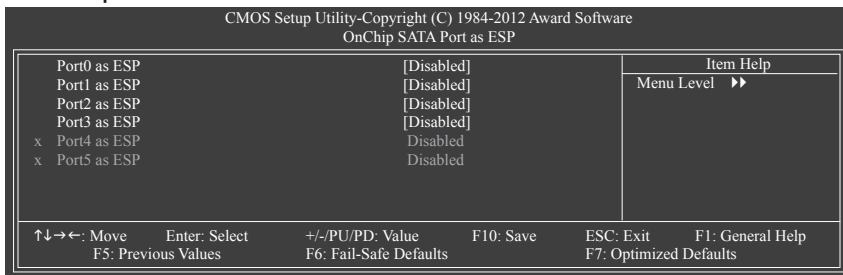 CMOS Setup Utility-Copyright (C) 1984-2012 Award Software
OnChip SATA Port as ESP
Port0 as ESP [Disabled]
Port1 as ESP [Disabled]
Port2 as ESP [Disabled]
Port3 as ESP [Disabled]
x Port4 as ESP Disabled
x Port5 as ESP Disabled
Item Help
Menu Level ▶▶
↑↓→←: Move Enter: Select +/-/PU/PD: Value F10: Save ESC: Exit F1: General Help
F5: Previous Values F6: Fail-Safe Defaults F7: Optimized Defaults